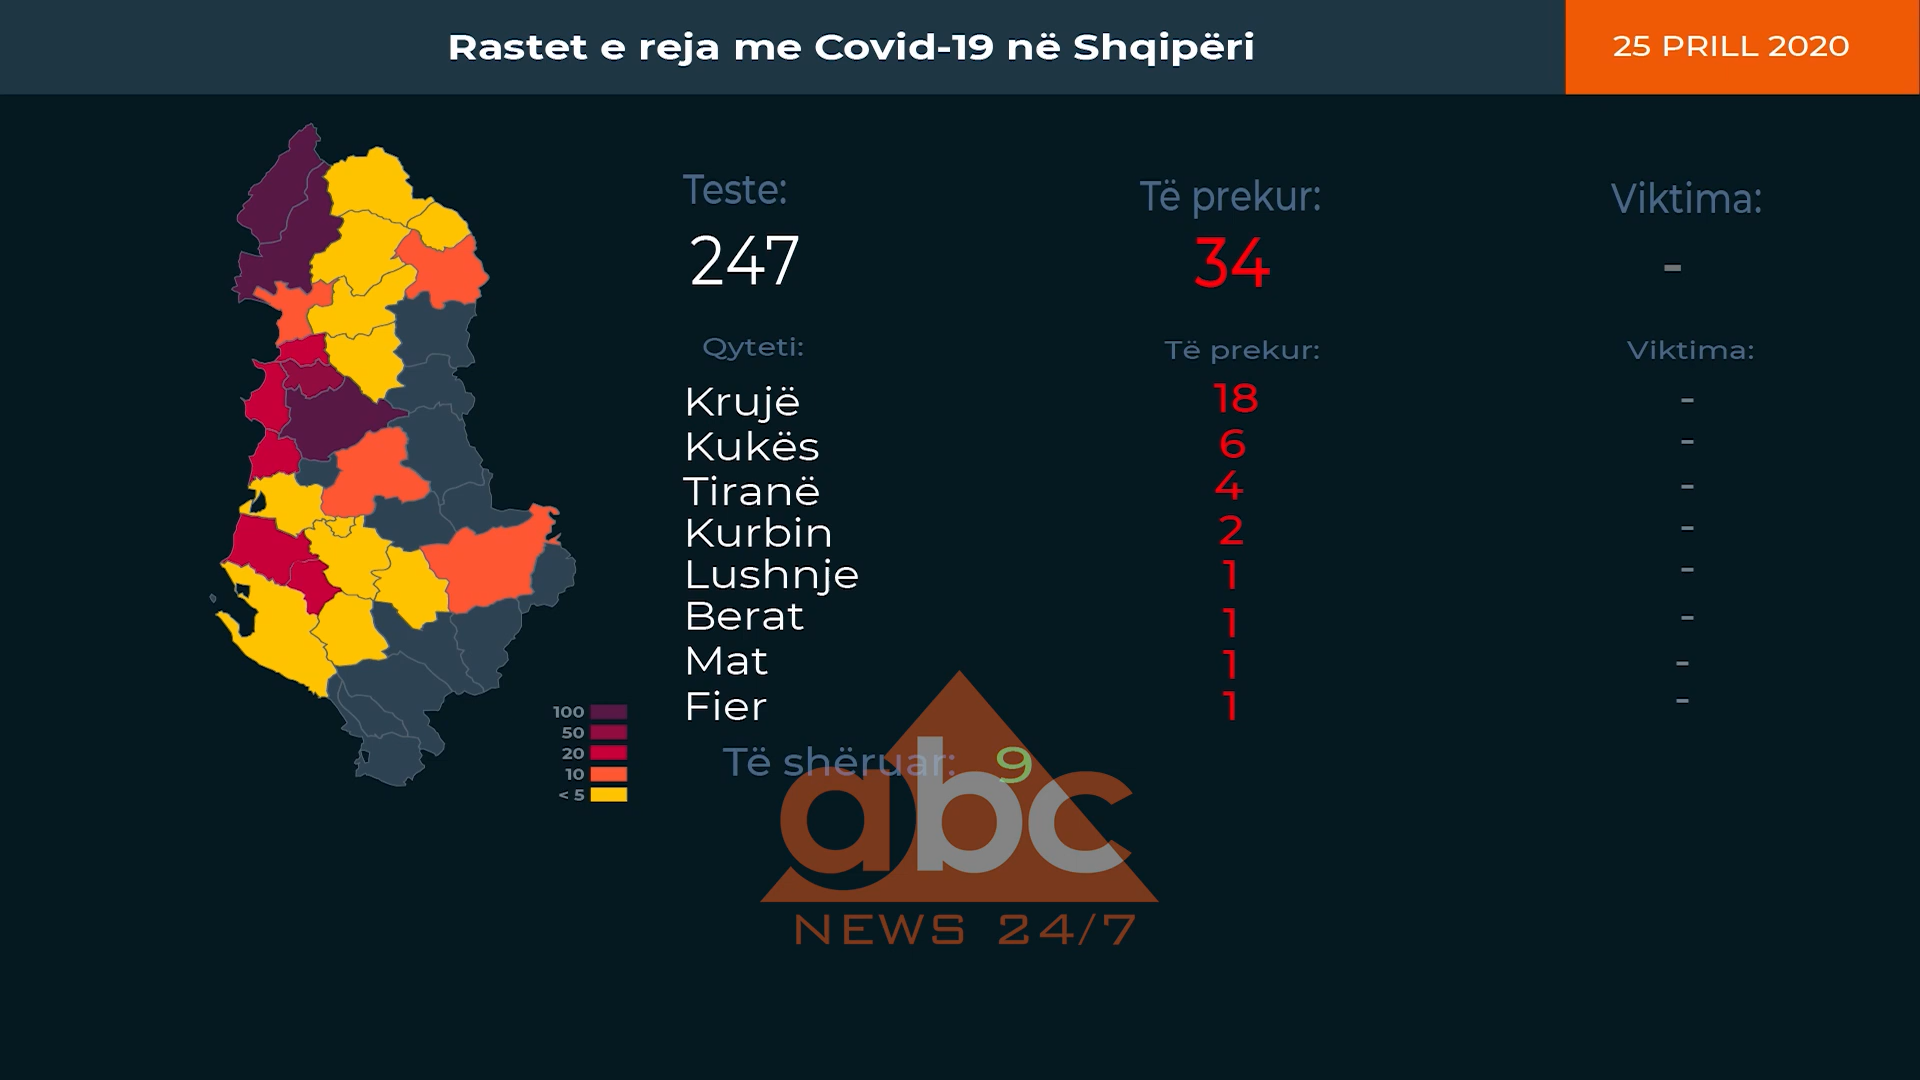 Rastet e reja me Covid-19 në Shqipëri
25 PRILL 2020
Teste:
Të prekur:
Viktima:
247
34
-
Qyteti:
Të prekur:
Viktima:
Krujë 18 -
Kukës 6 -
Tiranë 4 -
Kurbin 2 -
Lushnje 1 -
Berat 1 -
Mat 1 -
Fier 1 -
Të shëruar: 9
100
50
20
10
< 5
abc
NEWS 24/7